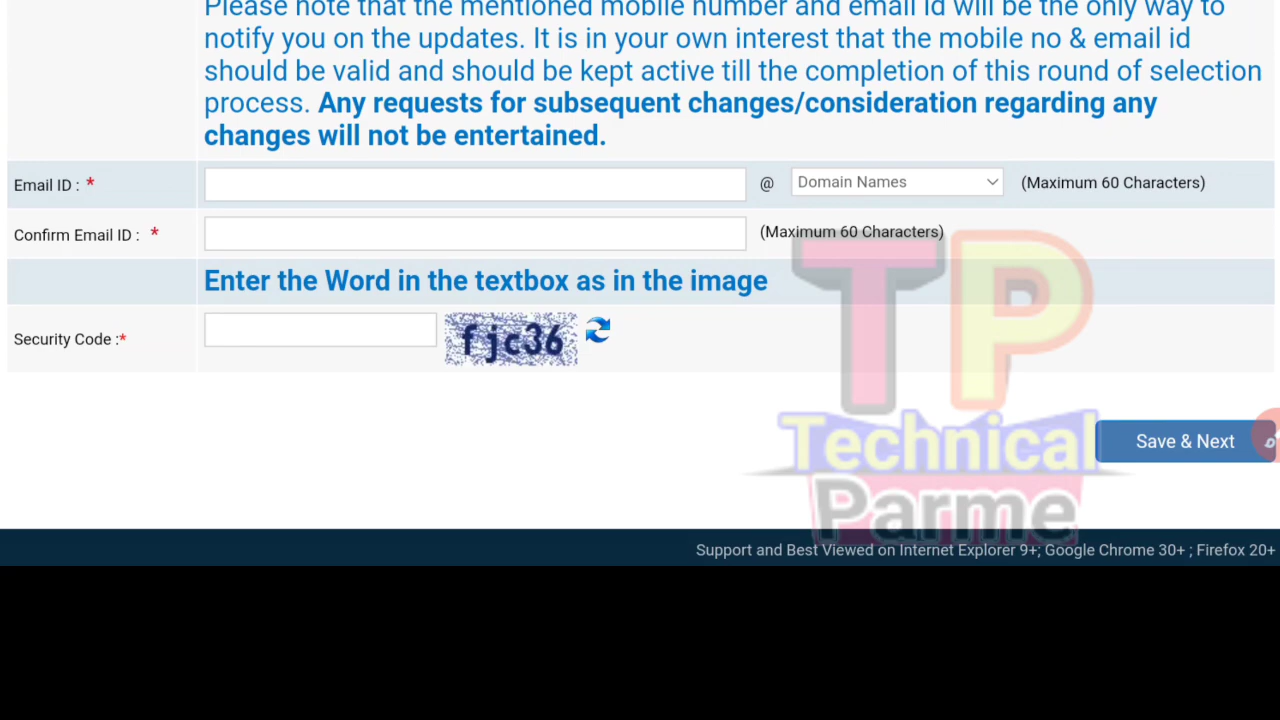 Please note that the mentioned mobile number and email id will be the only way to
notify you on the updates. It is in your own interest that the mobile no & email id
should be valid and should be kept active till the completion of this round of selection
process. Any requests for subsequent changes/consideration regarding any
changes will not be entertained.
Email ID : * @ Domain Names (Maximum 60 Characters)
Confirm Email ID : * (Maximum 60 Characters)
Enter the Word in the textbox as in the image
Security Code :* fjc36
TP
Technical
Parme
Save & Next
Support and Best Viewed on Internet Explorer 9+; Google Chrome 30+ ; Firefox 20+